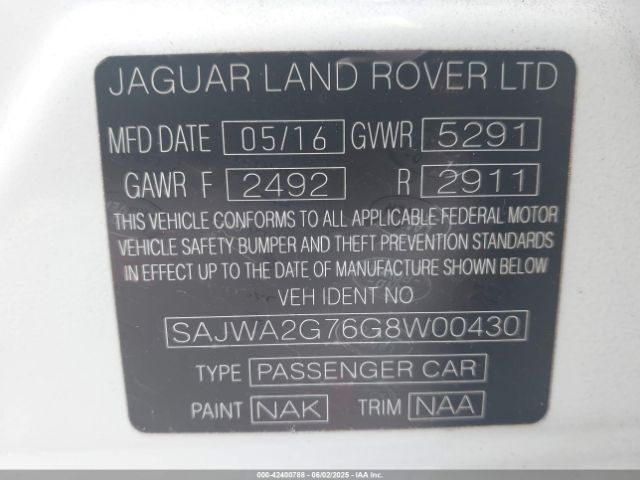 JAGUAR LAND ROVER LTD
MFD DATE 05/16 GVWR 5291
GAWR F 2492 R 2911
THIS VEHICLE CONFORMS TO ALL APPLICABLE FEDERAL MOTOR
VEHICLE SAFETY BUMPER AND THEFT PREVENTION STANDARDS
IN EFFECT UP TO THE DATE OF MANUFACTURE SHOWN BELOW
VEH IDENT NO
SAJWA2G76G8W00430
TYPE PASSENGER CAR
PAINT NAK TRIM NAA
000-42400788 - 06/02/2025 - IAAI.com